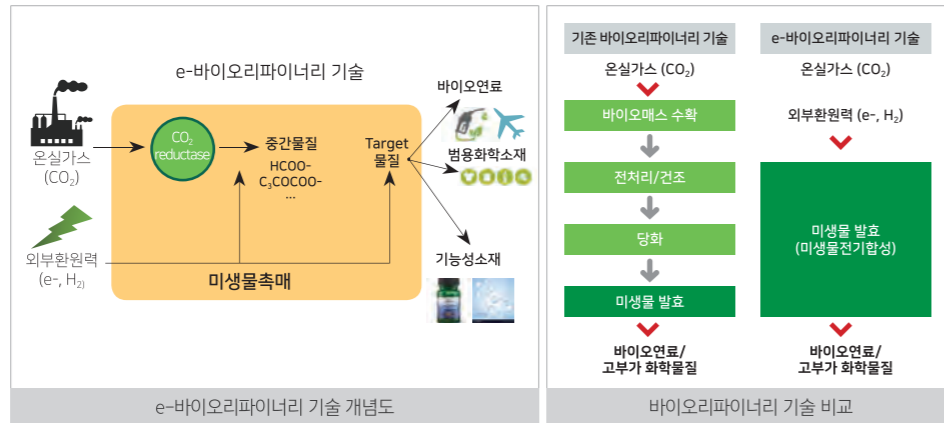 e-바이오리파이너리 기술
온실가스
(CO₂)
외부환원력
(e-, H₂)
CO₂
reductase
중간물질
HCOO-
C₃COCOO-
...
Target
물질
미생물촉매
바이오연료
범용화학소재
기능성소재
e-바이오리파이너리 기술 개념도
기존 바이오리파이너리 기술
온실가스 (CO₂)
바이오매스 수확
전처리/건조
당화
미생물 발효
바이오연료/
고부가 화학물질
e-바이오리파이너리 기술
온실가스 (CO₂)
외부환원력 (e-, H₂)
미생물 발효
(미생물전기합성)
바이오연료/
고부가 화학물질
바이오리파이너리 기술 비교